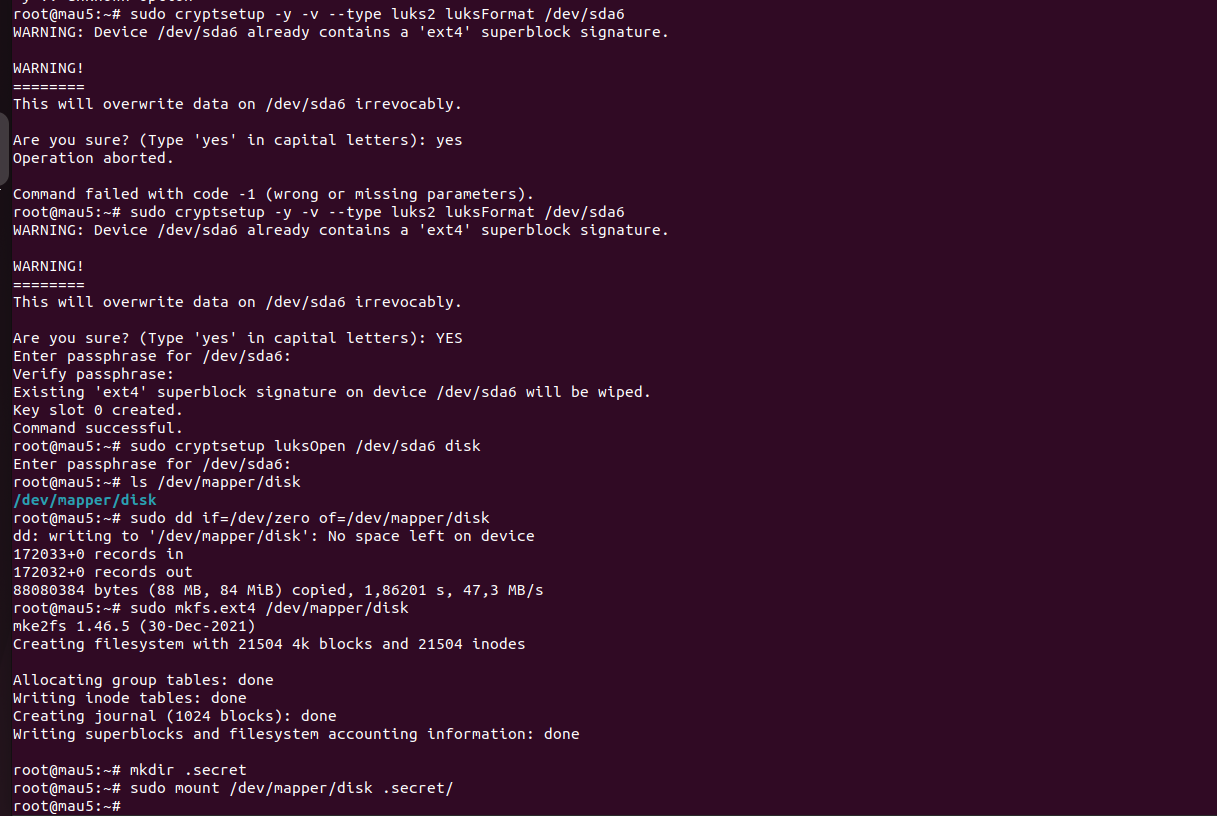 root@mau5:~# sudo cryptsetup -y -v --type luks2 luksFormat /dev/sda6
WARNING: Device /dev/sda6 already contains a 'ext4' superblock signature.
WARNING!
========
This will overwrite data on /dev/sda6 irrevocably.
Are you sure? (Type 'yes' in capital letters): yes
Operation aborted.
Command failed with code -1 (wrong or missing parameters).
root@mau5:~# sudo cryptsetup -y -v --type luks2 luksFormat /dev/sda6
WARNING: Device /dev/sda6 already contains a 'ext4' superblock signature.
WARNING!
========
This will overwrite data on /dev/sda6 irrevocably.
Are you sure? (Type 'yes' in capital letters): YES
Enter passphrase for /dev/sda6:
Verify passphrase:
Existing 'ext4' superblock signature on device /dev/sda6 will be wiped.
Key slot 0 created.
Command successful.
root@mau5:~# sudo cryptsetup luksOpen /dev/sda6 disk
Enter passphrase for /dev/sda6:
root@mau5:~# ls /dev/mapper/disk
/dev/mapper/disk
root@mau5:~# sudo dd if=/dev/zero of=/dev/mapper/disk
dd: writing to '/dev/mapper/disk': No space left on device
172033+0 records in
172032+0 records out
88080384 bytes (88 MB, 84 MiB) copied, 1,86201 s, 47,3 MB/s
root@mau5:~# sudo mkfs.ext4 /dev/mapper/disk
mke2fs 1.46.5 (30-Dec-2021)
Creating filesystem with 21504 4k blocks and 21504 inodes
Allocating group tables: done
Writing inode tables: done
Creating journal (1024 blocks): done
Writing superblocks and filesystem accounting information: done
root@mau5:~# mkdir .secret
root@mau5:~# sudo mount /dev/mapper/disk .secret/
root@mau5:~#